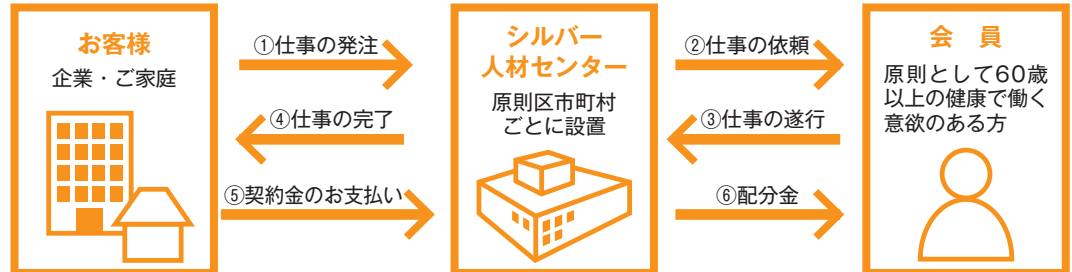 お客様
企業・ご家庭
①仕事の発注
④仕事の完了
⑤契約金のお支払い
シルバー
人材センター
原則区市町村
ごとに設置
②仕事の依頼
③仕事の遂行
⑥配分金
会 員
原則として60歳
以上の健康で働く
意欲のある方